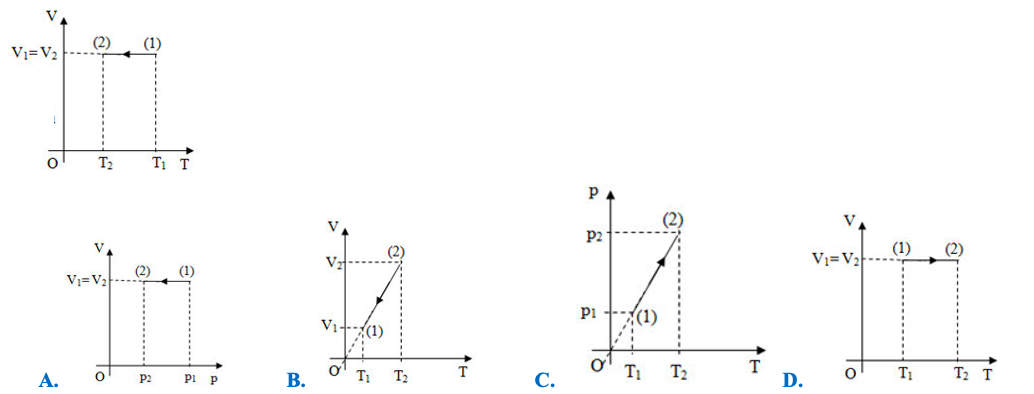 V
V₁= V₂
(2)
(1)
O
T₂
T₁
T
A.
V
V₁= V₂
(2)
(1)
O
p₂
p₁
p
B.
V
V₂
(2)
V₁
(1)
O
T₁
T₂
T
C.
p
p₂
(2)
p₁
(1)
O
T₁
T₂
T
D.
V
V₁= V₂
(1)
(2)
O
T₁
T₂
T